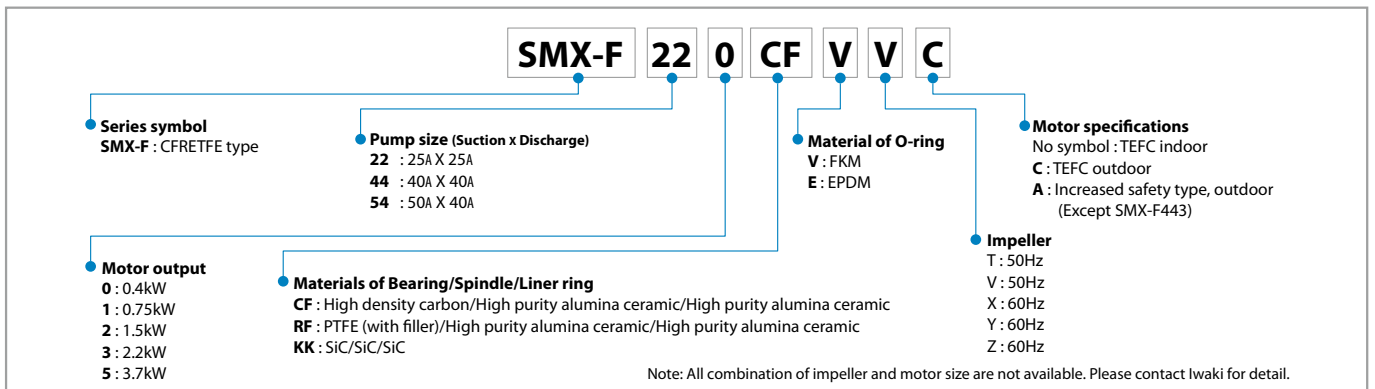 SMX-F 22 0 CF V V C
Series symbol
SMX-F : CFRETFE type
Pump size (Suction x Discharge)
22 : 25A X 25A
44 : 40A X 40A
54 : 50A X 40A
Material of O-ring
V : FKM
E : EPDM
Motor specifications
No symbol : TEFC indoor
C : TEFC outdoor
A : Increased safety type, outdoor
(Except SMX-F443)
Motor output
0 : 0.4kW
1 : 0.75kW
2 : 1.5kW
3 : 2.2kW
5 : 3.7kW
Materials of Bearing/Spindle/Liner ring
CF : High density carbon/High purity alumina ceramic/High purity alumina ceramic
RF : PTFE (with filler)/High purity alumina ceramic/High purity alumina ceramic
KK : SiC/SiC/SiC
Impeller
T : 50Hz
V : 50Hz
X : 60Hz
Y : 60Hz
Z : 60Hz
Note: All combination of impeller and motor size are not available. Please contact Iwaki for detail.